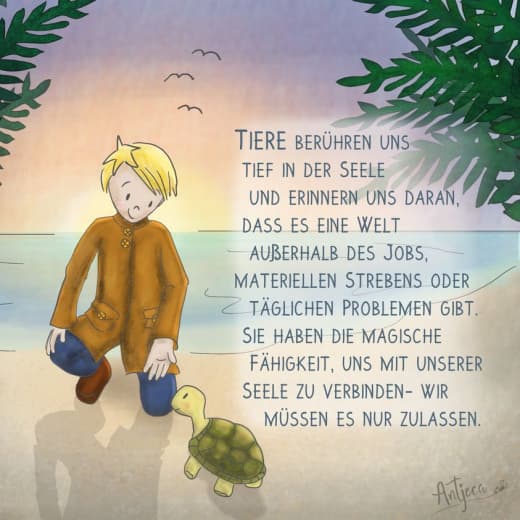 TIERE BERÜHREN UNS
TIEF IN DER SEELE
UND ERINNERN UNS DARAN,
DASS ES EINE WELT
AUßERHALB DES JOBS,
MATERIELLEN STREBENS ODER
TÄGLICHEN PROBLEMEN GIBT.
SIE HABEN DIE MAGISCHE
FÄHIGKEIT, UNS MIT UNSERER
SEELE ZU VERBINDEN- WIR
MÜSSEN ES NUR ZULASSEN.